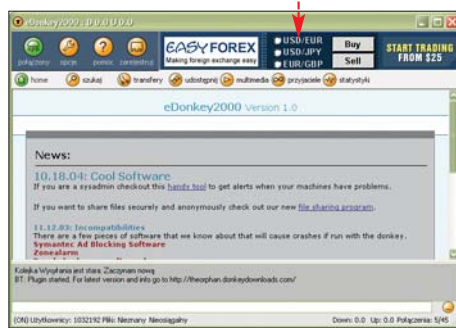 eDonkey2000 : D 0.0 U 0.0
połączony opcje pomoc zarejestruj
EASY FOREX
Making foreign exchange easy
USD/EUR
USD/JPY
EUR/GBP
Buy
Sell
START TRADING
FROM $25
home szukaj transfery udostępnij multimedia przyjaciele statystyki
eDonkey2000 Version 1.0
News:
10.18.04: Cool Software
If you are a sysadmin checkout this handy tool to get alerts when your machines have problems.
If you want to share files securely and anonymously check out our new file sharing program.
11.12.03: Incompatibilities
There are a few pieces of software that we know about that will cause crashes if run with the donkey.
Symantec Ad Blocking Software
Zonealarm
Kolejka Wysyłania jest stara. Zaczynam nową
BT: Plugin started. For latest version and info go to http://theorphan.donkeydownloads.com/
(ON) Użytkownicy: 1032192 Pliki: Nieznany Nieosiągalny
Down: 0.0 Up: 0.0 Połączenia: 5/45